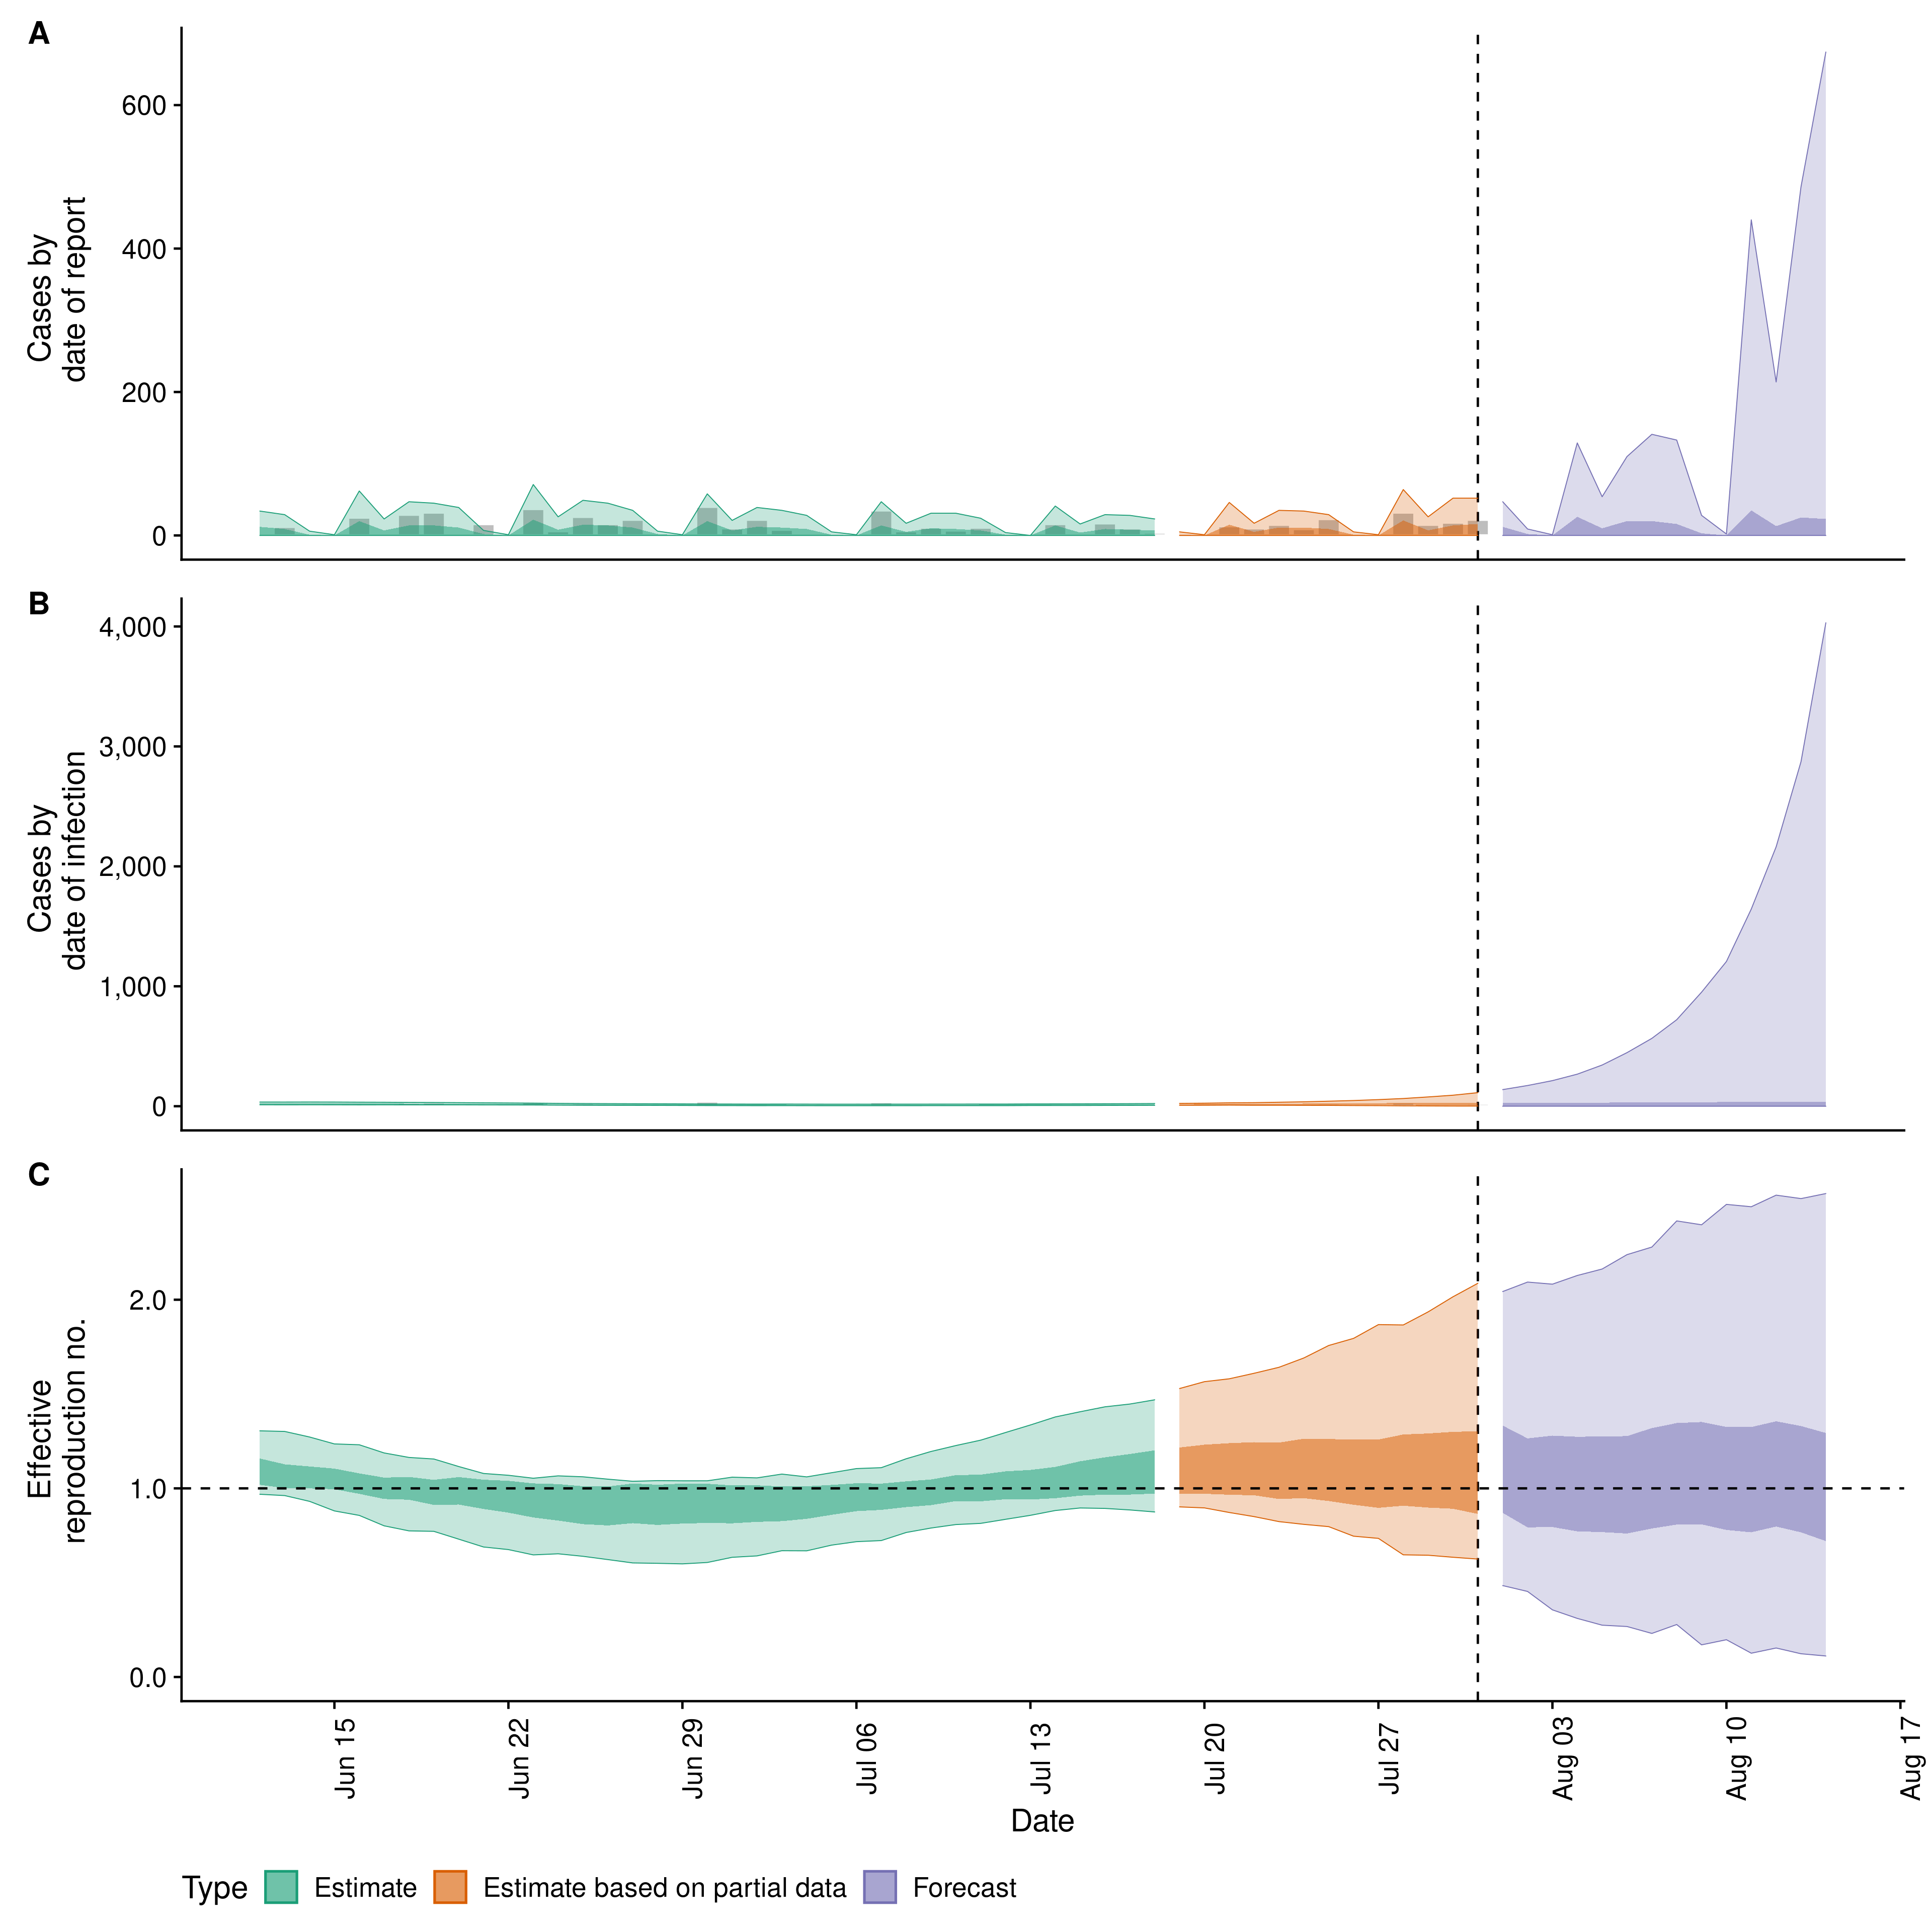 A
Cases by
date of report
600
400
200
0
B
Cases by
date of infection
4,000
3,000
2,000
1,000
0
C
Effective
reproduction no.
2.0
1.0
0.0
Jun 15
Jun 22
Jun 29
Jul 06
Jul 13
Jul 20
Jul 27
Aug 03
Aug 10
Aug 17
Date
Type Estimate Estimate based on partial data Forecast